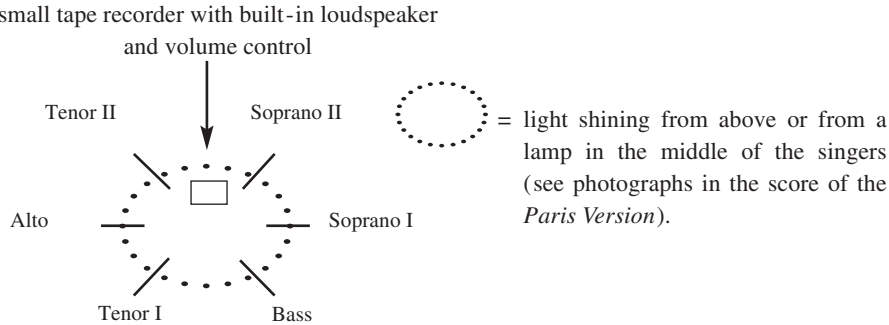 small tape recorder with built-in loudspeaker
and volume control
Tenor II
Soprano II
= light shining from above or from a
lamp in the middle of the singers
(see photographs in the score of the
Paris Version).
Alto
Soprano I
Tenor I
Bass